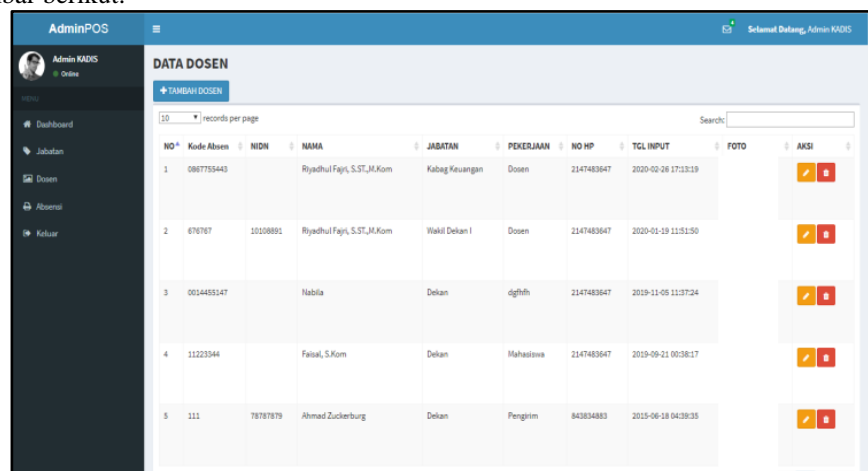 AdminPOS
4
Selamat Datang, Admin KADIS
Admin KADIS
Online
MENU
Dashboard
Jabatan
Dosen
Absensi
Keluar
DATA DOSEN
+ TAMBAH DOSEN
10 records per page
Search:
NO Kode Absen NIDN NAMA JABATAN PEKERJAAN NO HP TGL INPUT FOTO AKSI
1 0867755443 Riyadhul Fajri, S.ST.,M.Kom Kabag Keuangan Dosen 2147483647 2020-02-26 17:13:19
2 676767 10108891 Riyadhul Fajri, S.ST.,M.Kom Wakil Dekan I Dosen 2147483647 2020-01-19 11:51:50
3 0014455147 Nabila Dekan dgfhfh 2147483647 2019-11-05 11:37:24
4 11223344 Faisal, S.Kom Dekan Mahasiswa 2147483647 2019-09-21 00:38:17
5 111 78787879 Ahmad Zuckerburg Dekan Pengirim 843834883 2015-06-18 04:39:35